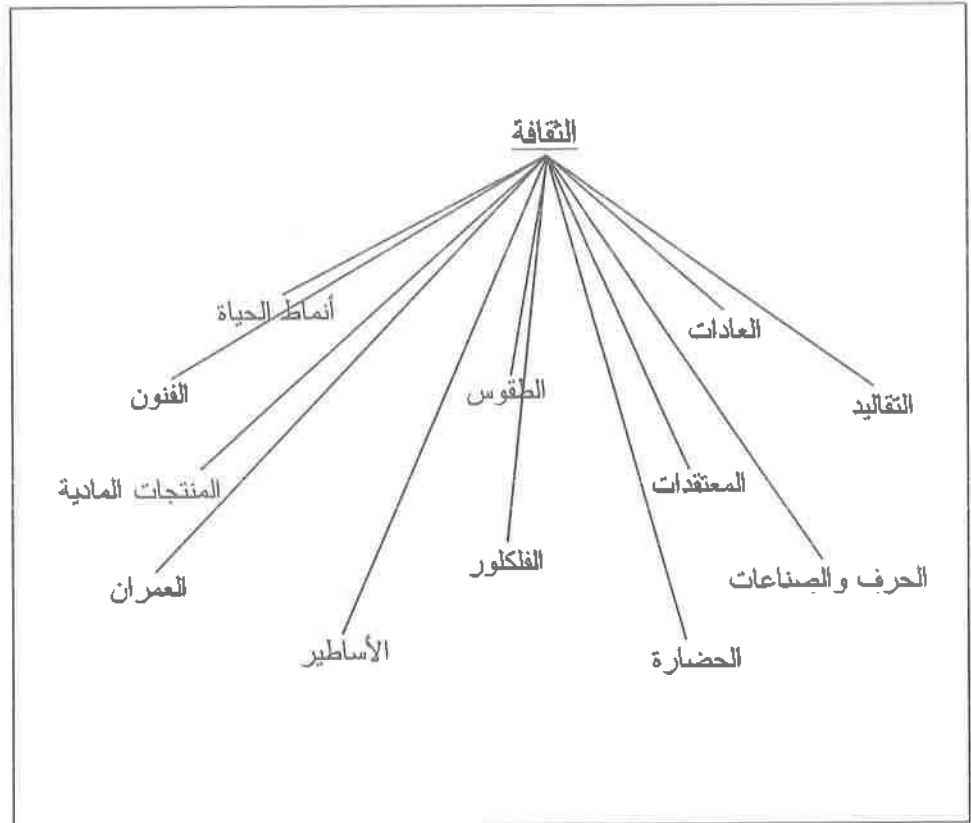 الثقافة
أنماط الحياة
العادات
الفنون
الطقوس
التقاليد
المنتجات المادية
المعتقدات
العمران
الفلكلور
الحرف والصناعات
الأساطير
الحضارة